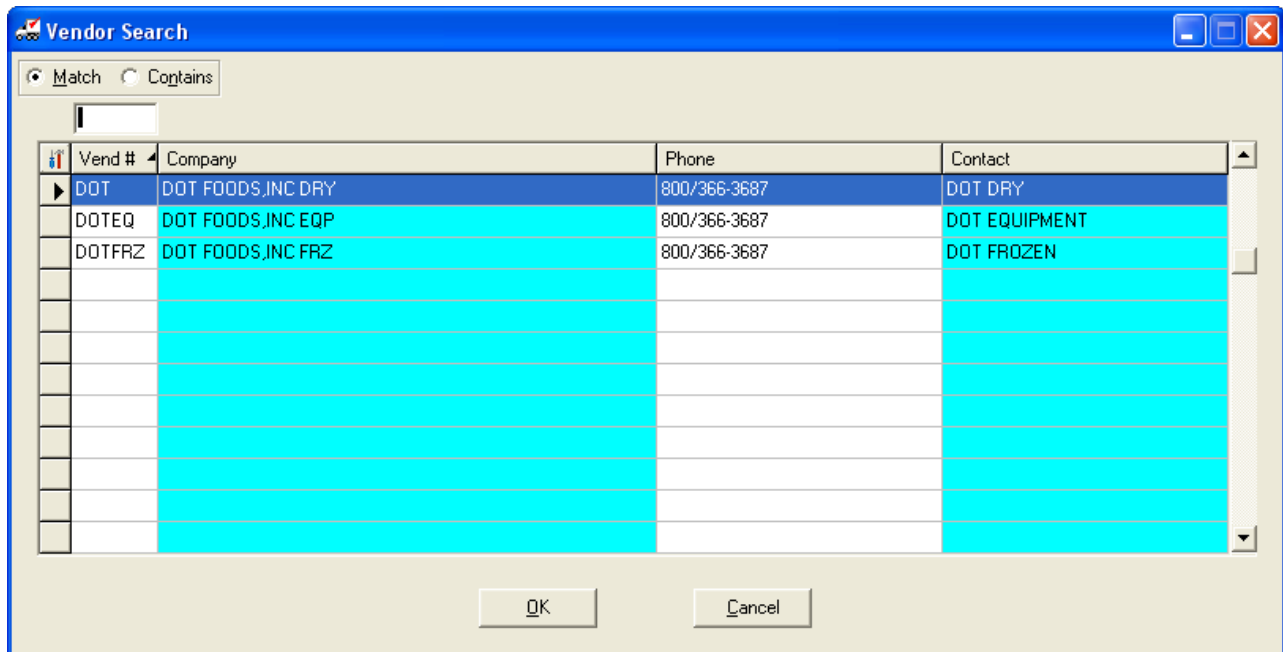 Vendor Search
Match Contains
Vend # Company Phone Contact
DOT DOT FOODS,INC DRY 800/366-3687 DOT DRY
DOTEQ DOT FOODS,INC EQP 800/366-3687 DOT EQUIPMENT
DOTFRZ DOT FOODS,INC FRZ 800/366-3687 DOT FROZEN
OK Cancel